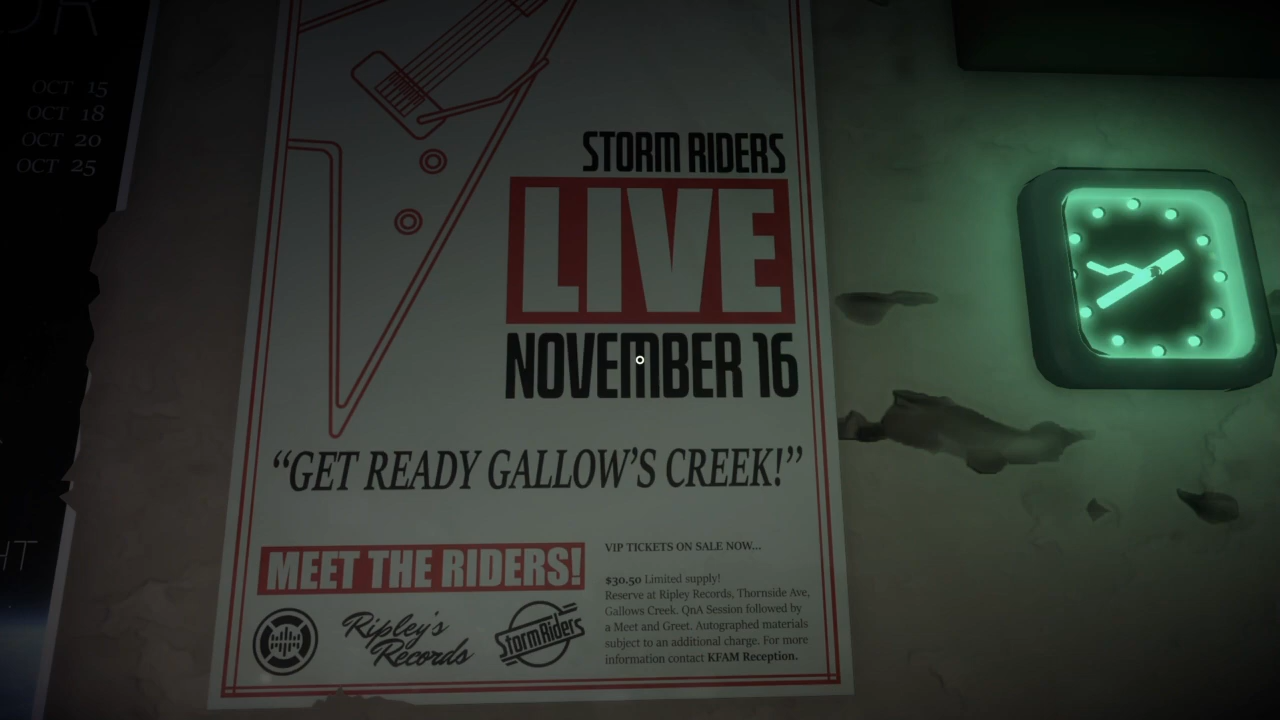 OCT 15
OCT 18
OCT 20
OCT 25
STORM RIDERS
LIVE
NOVEMBER 16
“GET READY GALLOW’S CREEK!”
MEET THE RIDERS!
Ripley's
Records
StormRiders
VIP TICKETS ON SALE NOW...
$30.50 Limited supply!
Reserve at Ripley Records, Thornside Ave,
Gallows Creek. QnA Session followed by
a Meet and Greet. Autographed materials
subject to an additional charge. For more
information contact KFAM Reception.